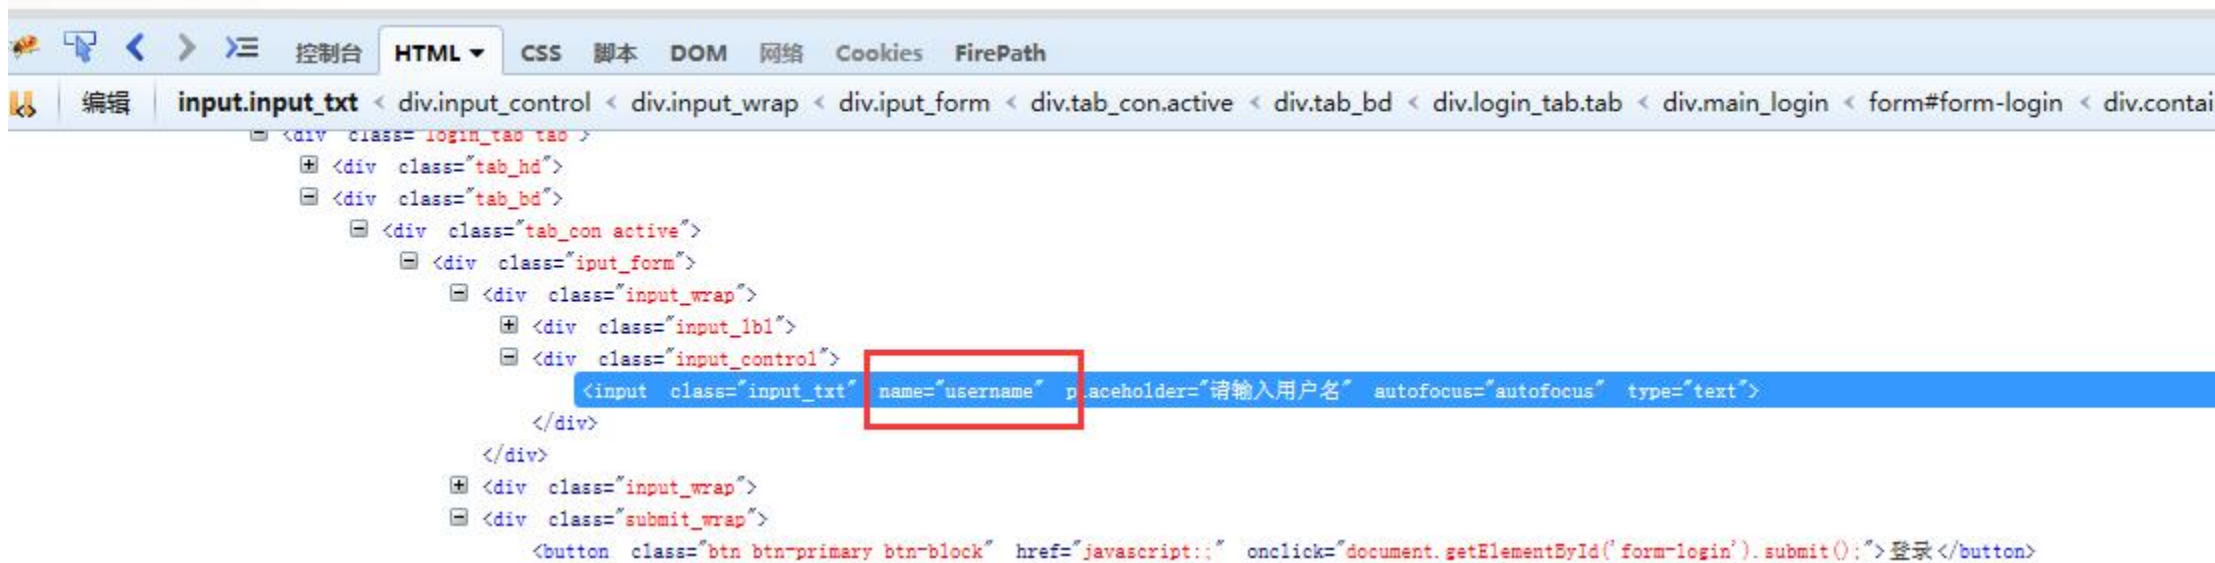 控制台 HTML CSS 脚本 DOM 网络 Cookies FirePath
编辑 input.input_txt < div.input_control < div.input_wrap < div.iput_form < div.tab_con.active < div.tab_bd < div.login_tab.tab < div.main_login < form#form-login < div.contai
<div class="login_tab tab">
<div class="tab_hd">
<div class="tab_bd">
<div class="tab_con active">
<div class="iput_form">
<div class="input_wrap">
<div class="input_lbl">
<div class="input_control">
<input class="input_txt" name="username" placeholder="请输入用户名" autofocus="autofocus" type="text">
</div>
</div>
<div class="input_wrap">
<div class="submit_wrap">
<button class="btn btn-primary btn-block" href="javascript:;" onclick="document.getElementById('form-login').submit();">登录</button>